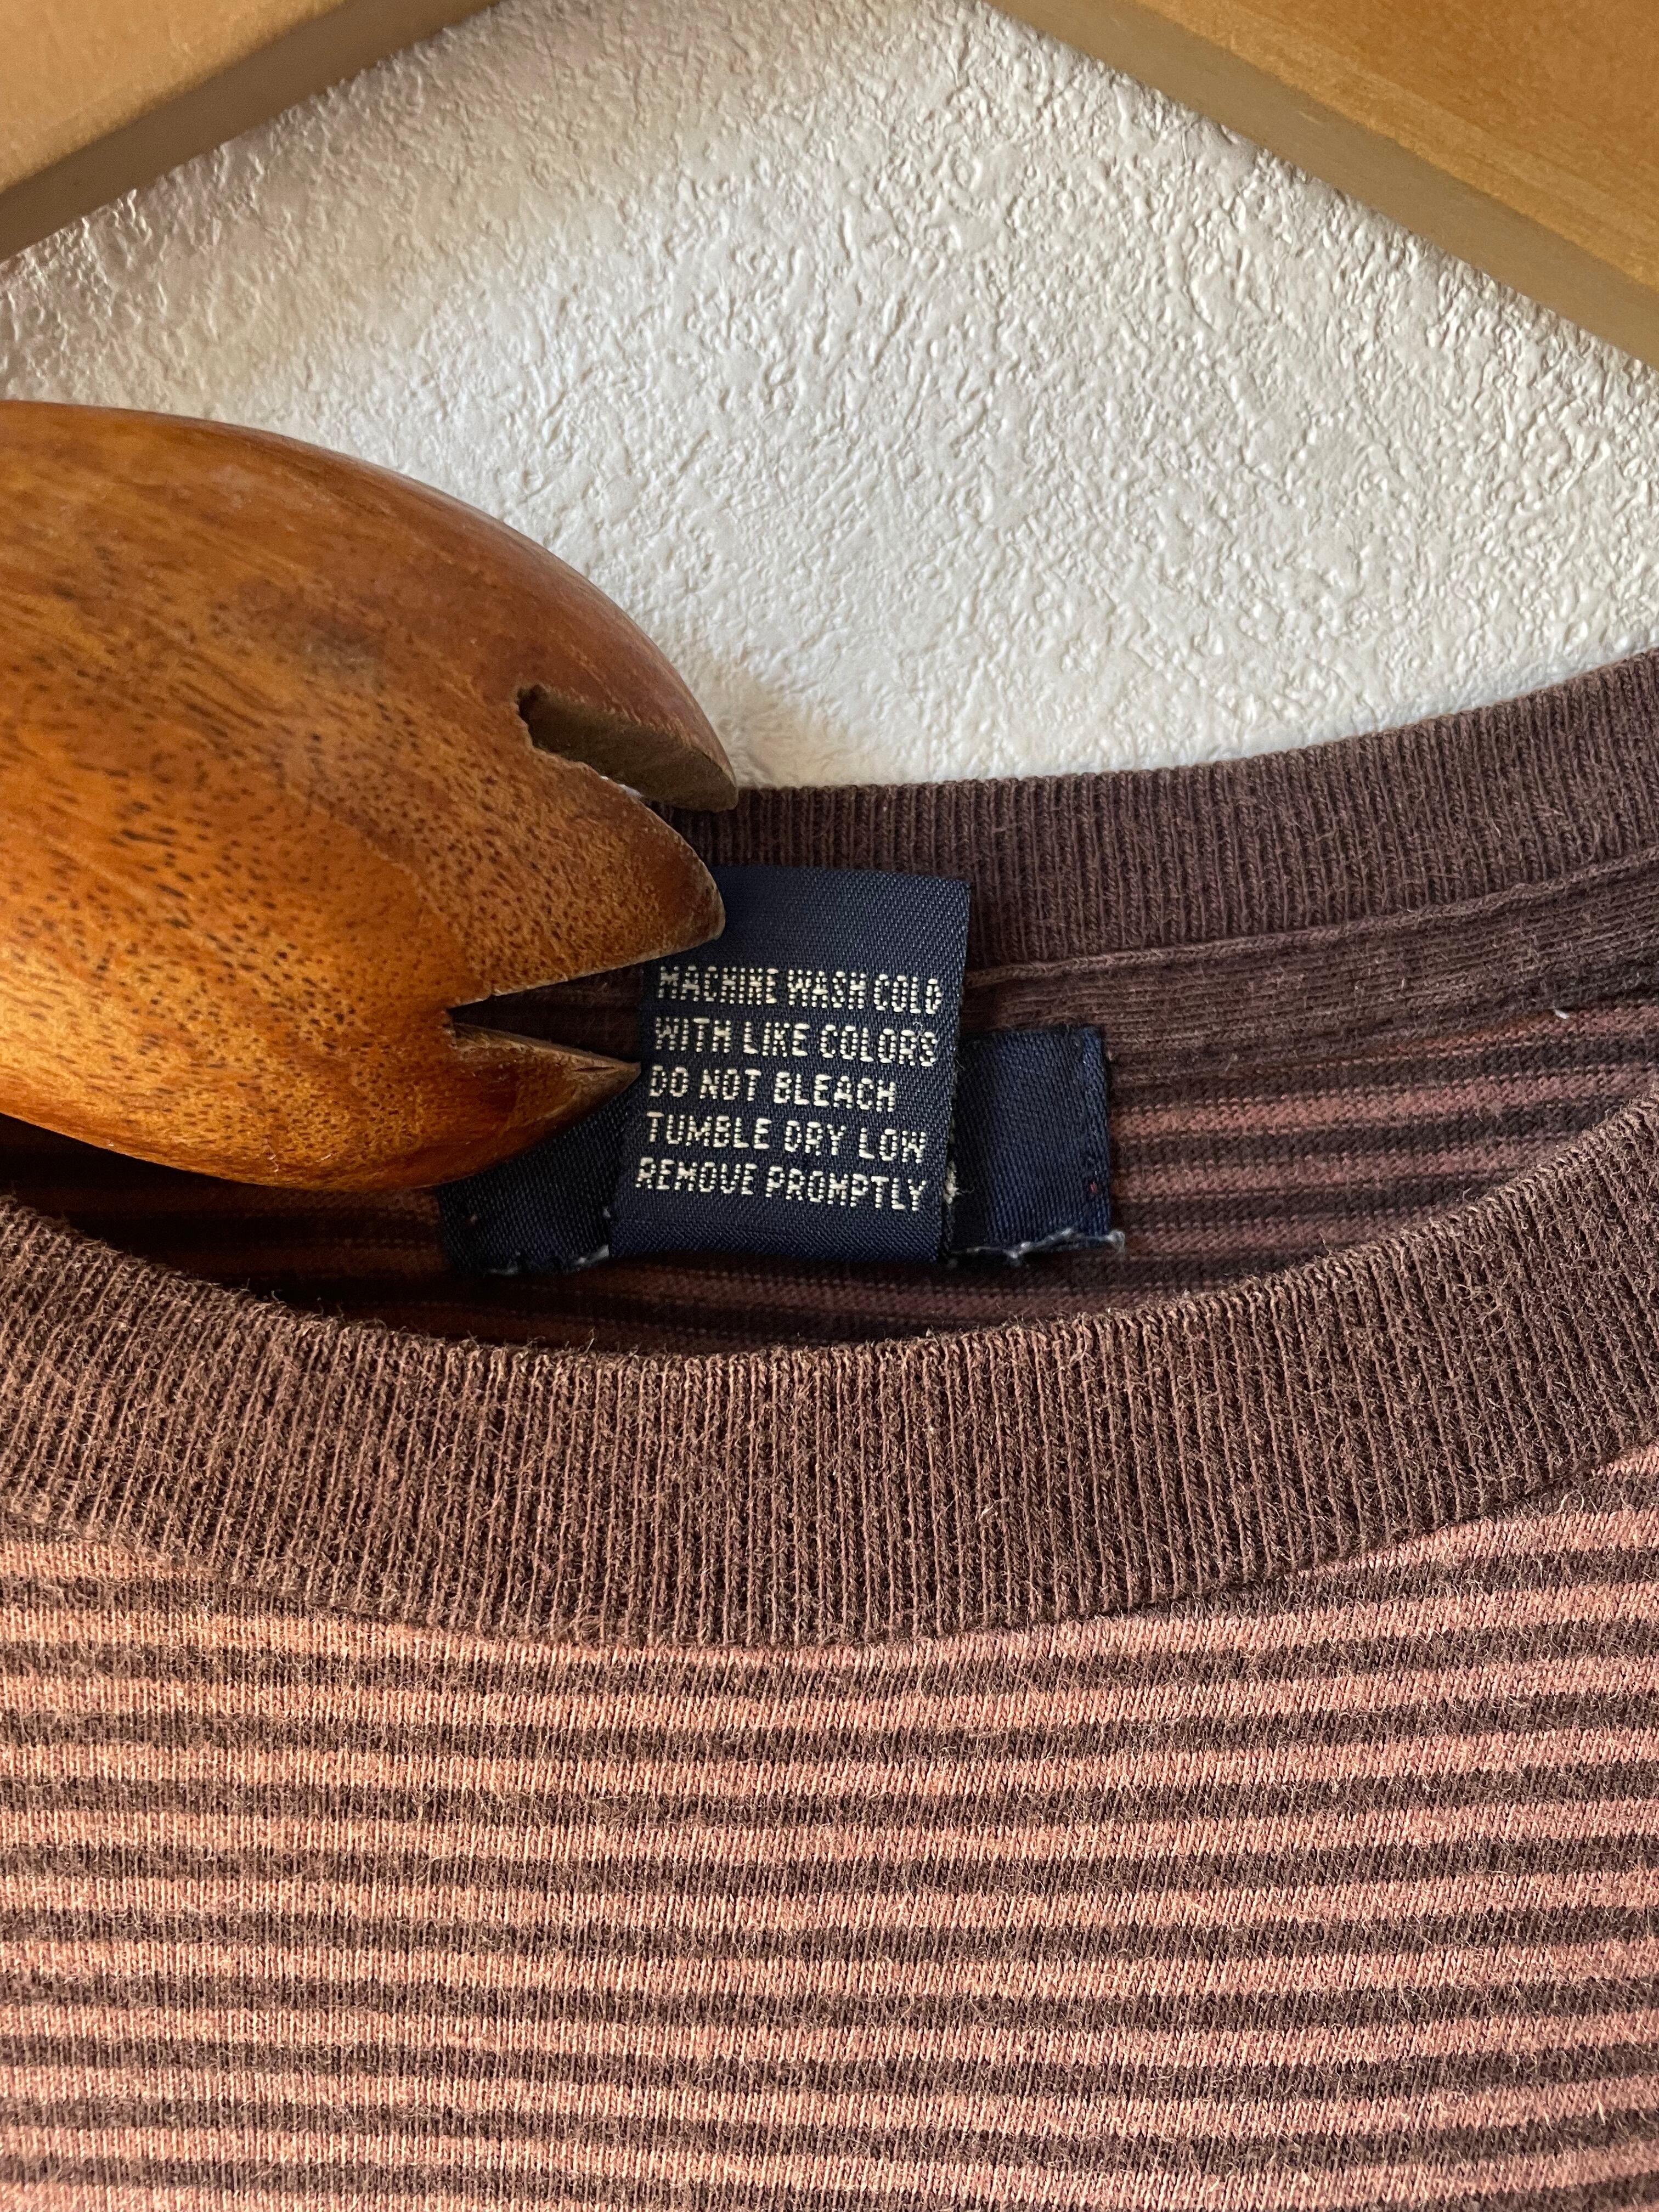 MACHINE WASH COLD
WITH LIKE COLORS
DO NOT BLEACH
TUMBLE DRY LOW
REMOVE PROMPTLY